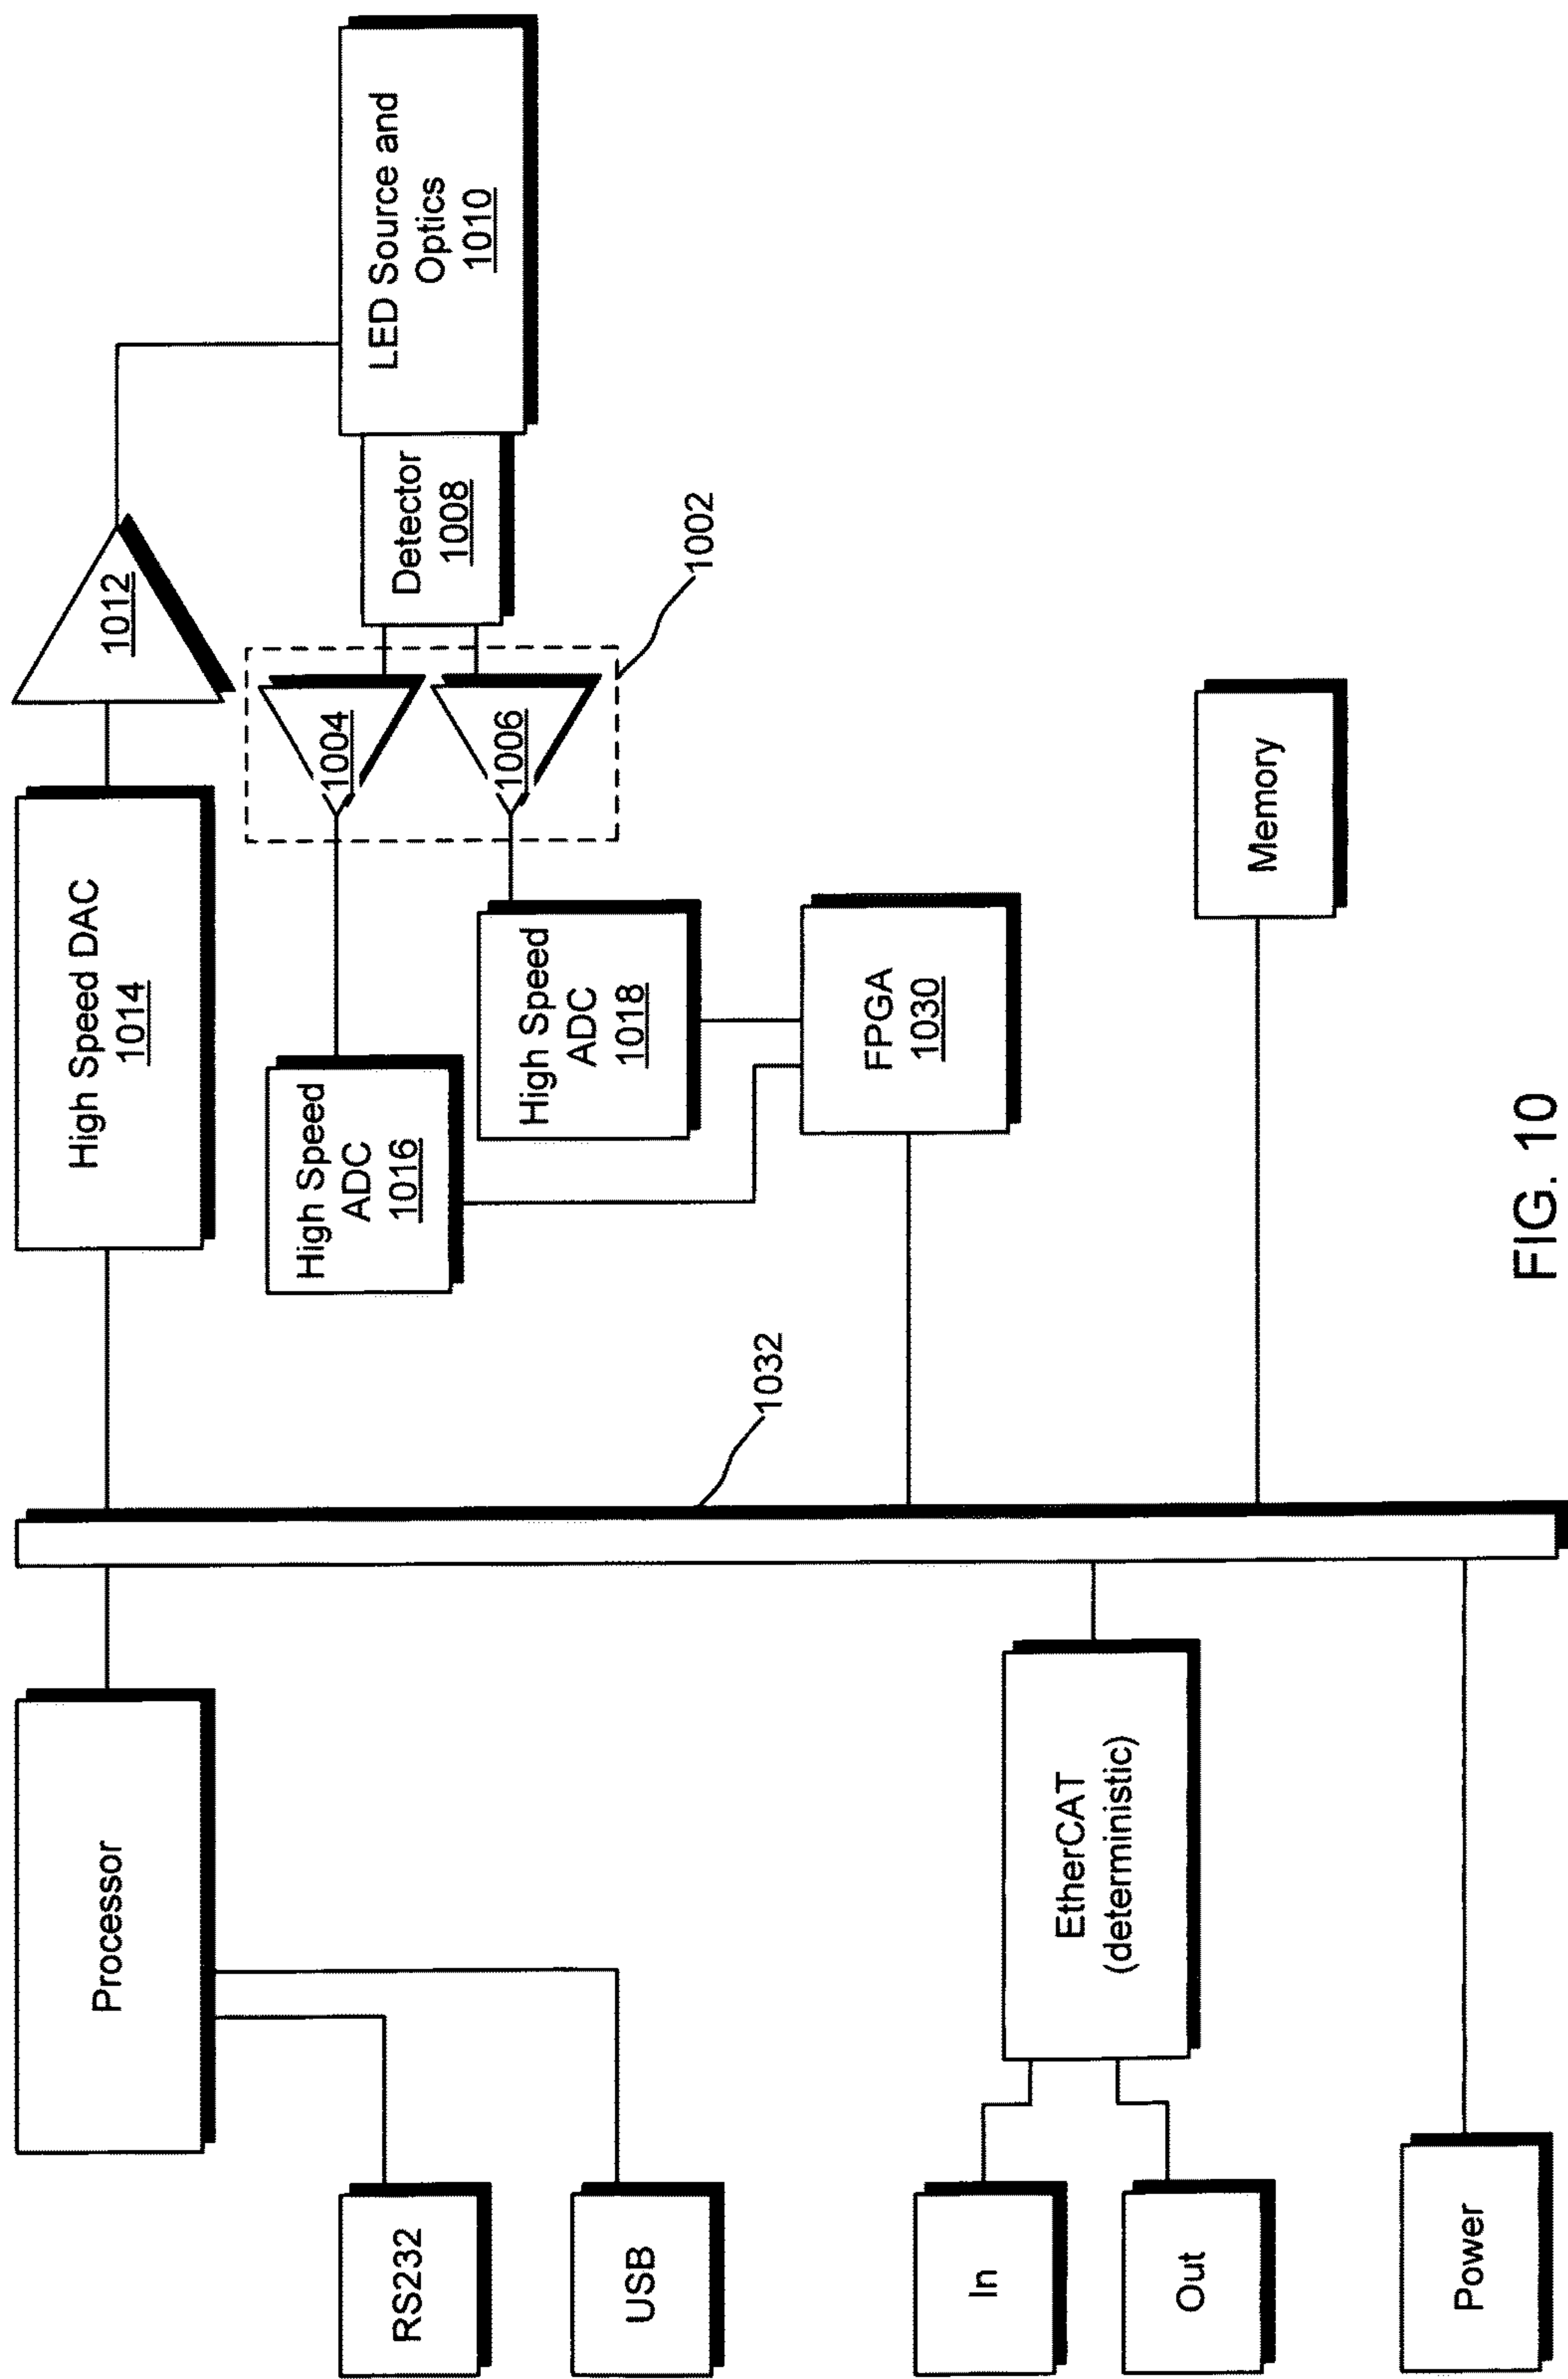 Processor
RS232
USB
In
Out
EtherCAT
(deterministic)
Power
1032
High Speed DAC
1014
1012
High Speed
ADC
1016
High Speed
ADC
1018
1004
1006
1002
Detector
1008
LED Source and
Optics
1010
FPGA
1030
Memory
FIG. 10